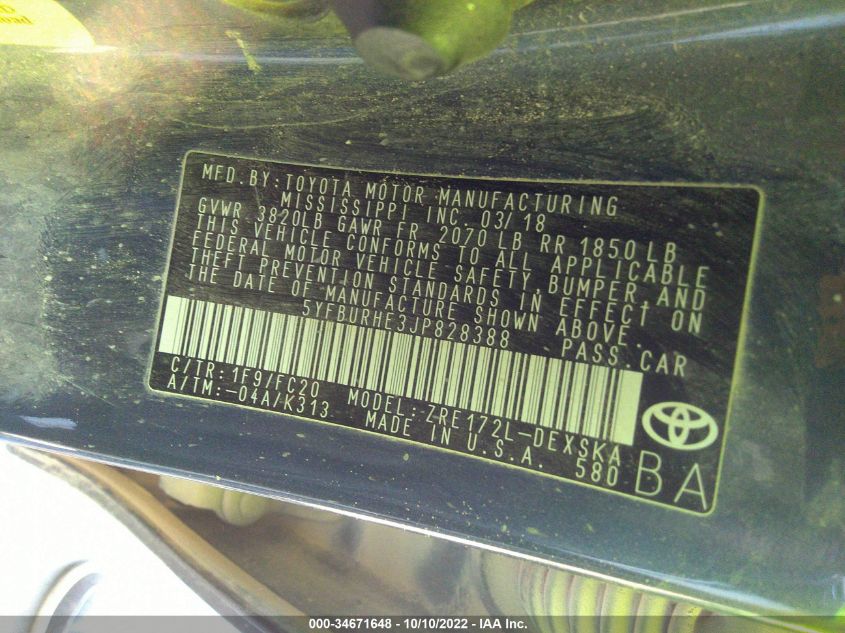 MFD. BY: TOYOTA MOTOR MANUFACTURING
MISSISSIPPI INC 03/18
GVWR 3820LB GAWR FR 2070 LB RR 1850 LB
THIS VEHICLE CONFORMS TO ALL APPLICABLE
FEDERAL MOTOR VEHICLE SAFETY, BUMPER, AND
THEFT PREVENTION STANDARDS IN EFFECT ON
THE DATE OF MANUFACTURE SHOWN ABOVE.
5YFBURHE3JP828388 PASS. CAR
C/TR: 1F9/FC20 MODEL: ZRE172L-DEXSKA
A/TM: -04A/K313 MADE IN U.S.A. 580
BA
000-34671648 - 10/10/2022 - IAA Inc.